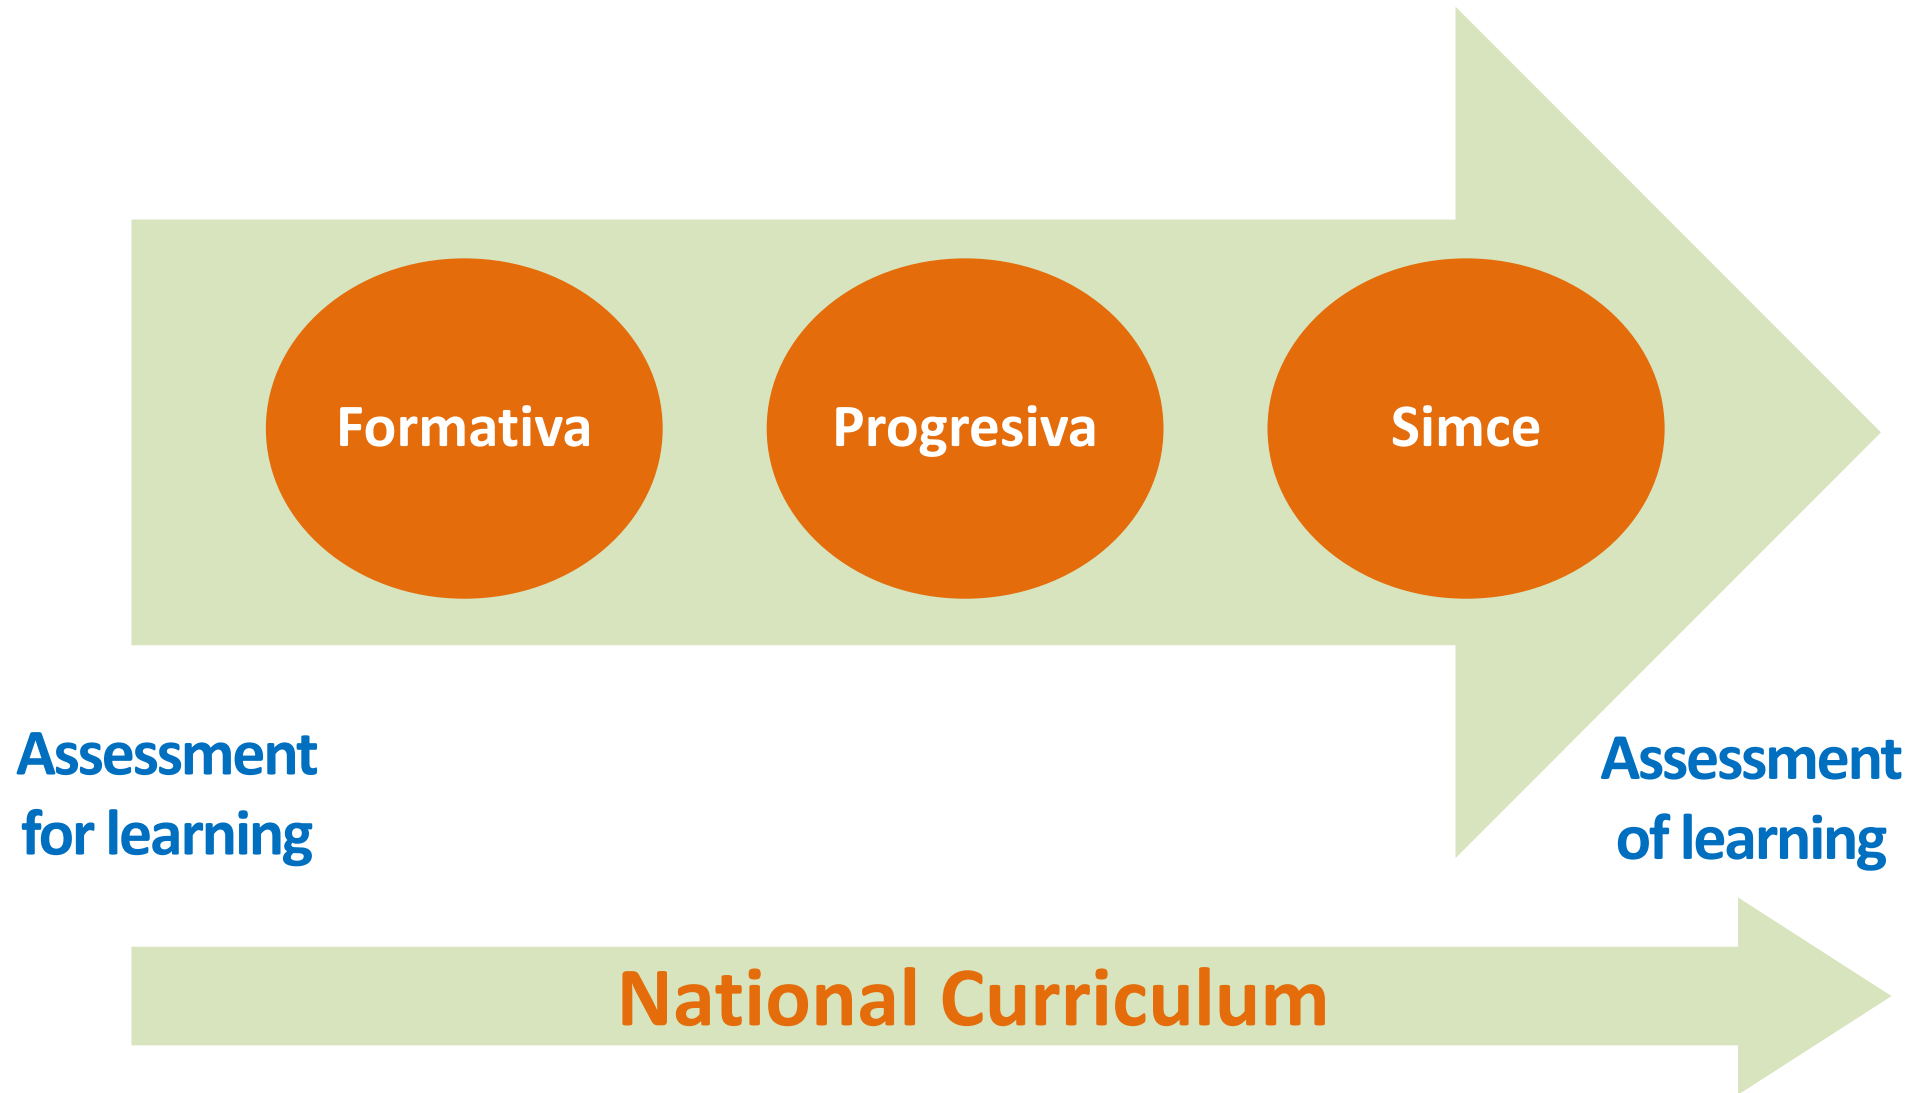 Formativa
Progresiva
Simce
Assessment
for learning
Assessment
of learning
National Curriculum